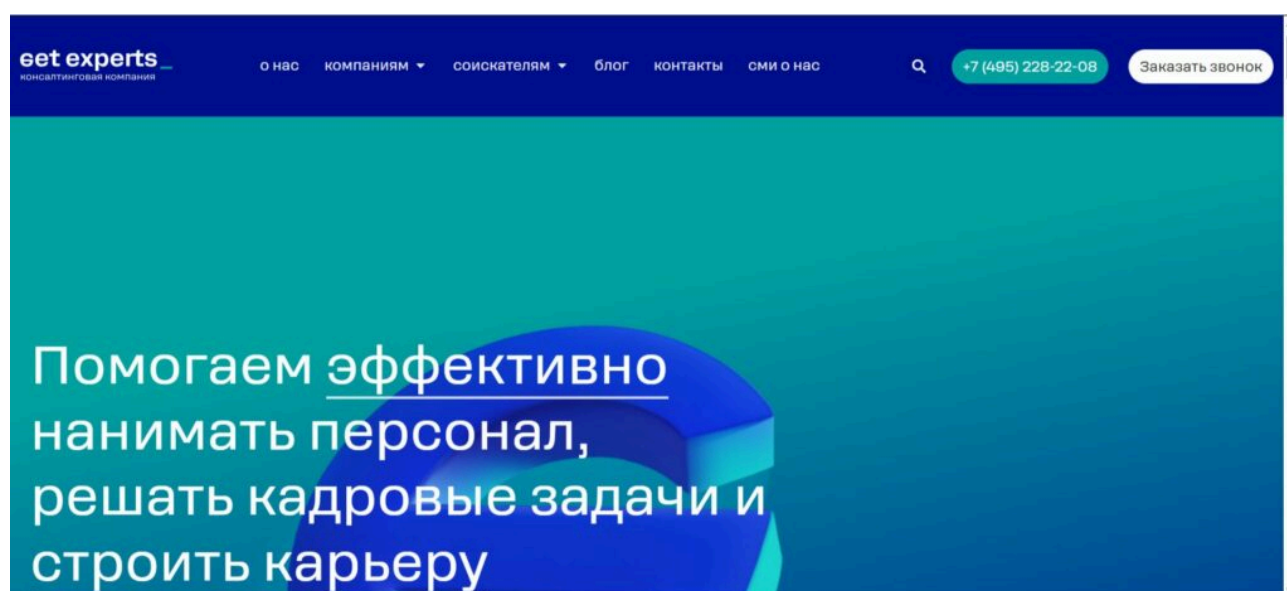 get experts_
консалтинговая компания
о нас компаниям соискателям блог контакты сми о нас +7 (495) 228-22-08 Заказать звонок
Помогаем эффективно
нанимать персонал,
решать кадровые задачи и
строить карьеру